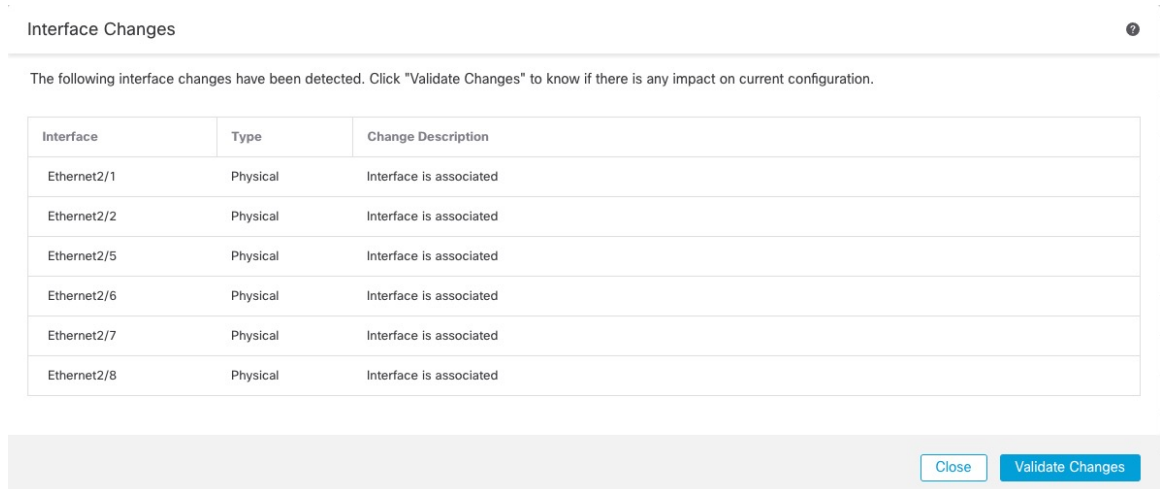 Interface Changes
?
The following interface changes have been detected. Click "Validate Changes" to know if there is any impact on current configuration.
Interface Type Change Description
Ethernet2/1 Physical Interface is associated
Ethernet2/2 Physical Interface is associated
Ethernet2/5 Physical Interface is associated
Ethernet2/6 Physical Interface is associated
Ethernet2/7 Physical Interface is associated
Ethernet2/8 Physical Interface is associated
Close Validate Changes